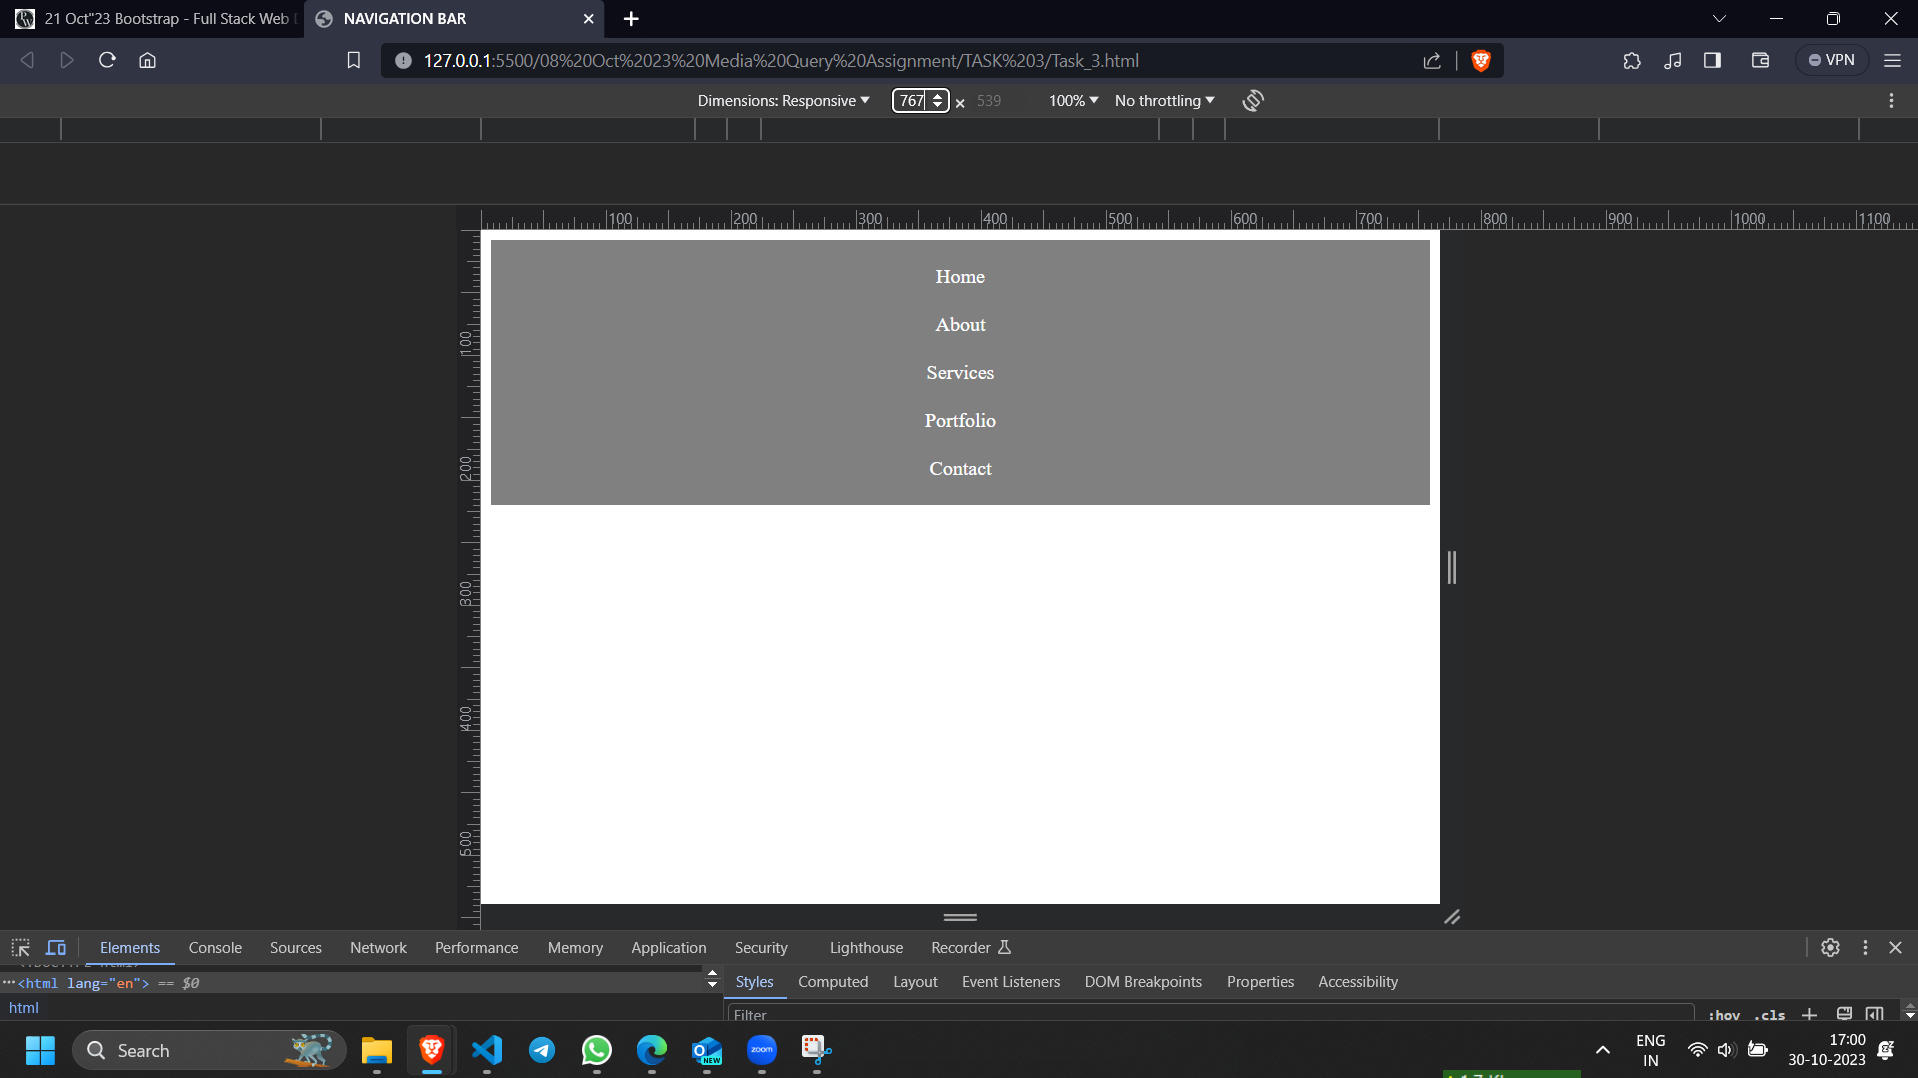 21 Oct"23 Bootstrap - Full Stack Web
NAVIGATION BAR
127.0.0.1:5500/08%20Oct%2023%20Media%20Query%20Assignment/TASK%203/Task_3.html
VPN
Dimensions: Responsive 767 × 539 100% No throttling
100 200 300 400 500 600 700 800 900 1000 1100
100
200
300
400
500
Home
About
Services
Portfolio
Contact
Elements Console Sources Network Performance Memory Application Security Lighthouse Recorder
<html lang="en"> == $0
html
Styles Computed Layout Event Listeners DOM Breakpoints Properties Accessibility
Filter
:hov .cls
Search
NEW
zoom
ENG
IN
17:00
30-10-2023